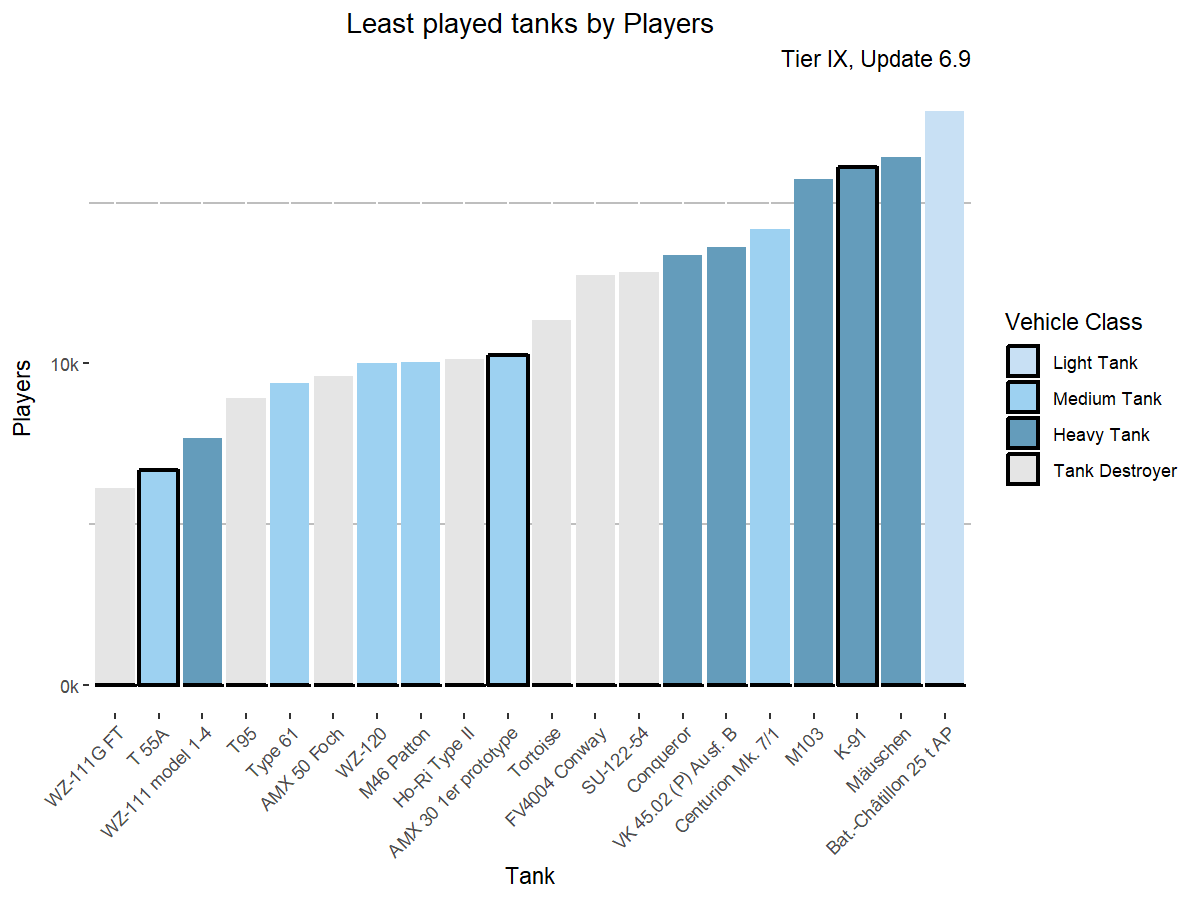 Least played tanks by Players
Tier IX, Update 6.9
Players
10k
0k
WZ-111G FT
T 55A
WZ-111 model 1-4
T95
Type 61
AMX 50 Foch
WZ-120
M46 Patton
Ho-Ri Type II
AMX 30 1er prototype
Tortoise
FV4004 Conway
SU-122-54
Conqueror
VK 45.02 (P) Ausf. B
Centurion Mk. 7/1
M103
K-91
Mäuschen
Bat.-Châtillon 25 t AP
Tank
Vehicle Class
Light Tank
Medium Tank
Heavy Tank
Tank Destroyer